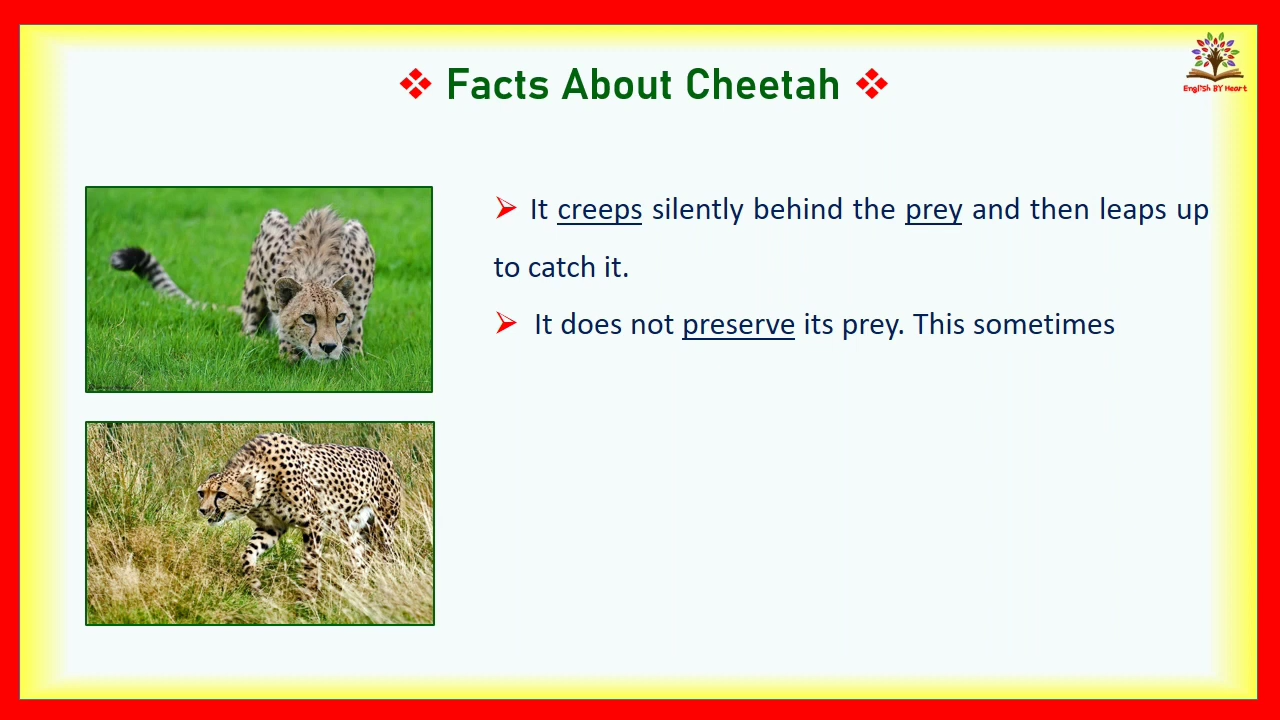 ❖ Facts About Cheetah ❖
English BY Heart
➢ It creeps silently behind the prey and then leaps up
to catch it.
➢ It does not preserve its prey. This sometimes